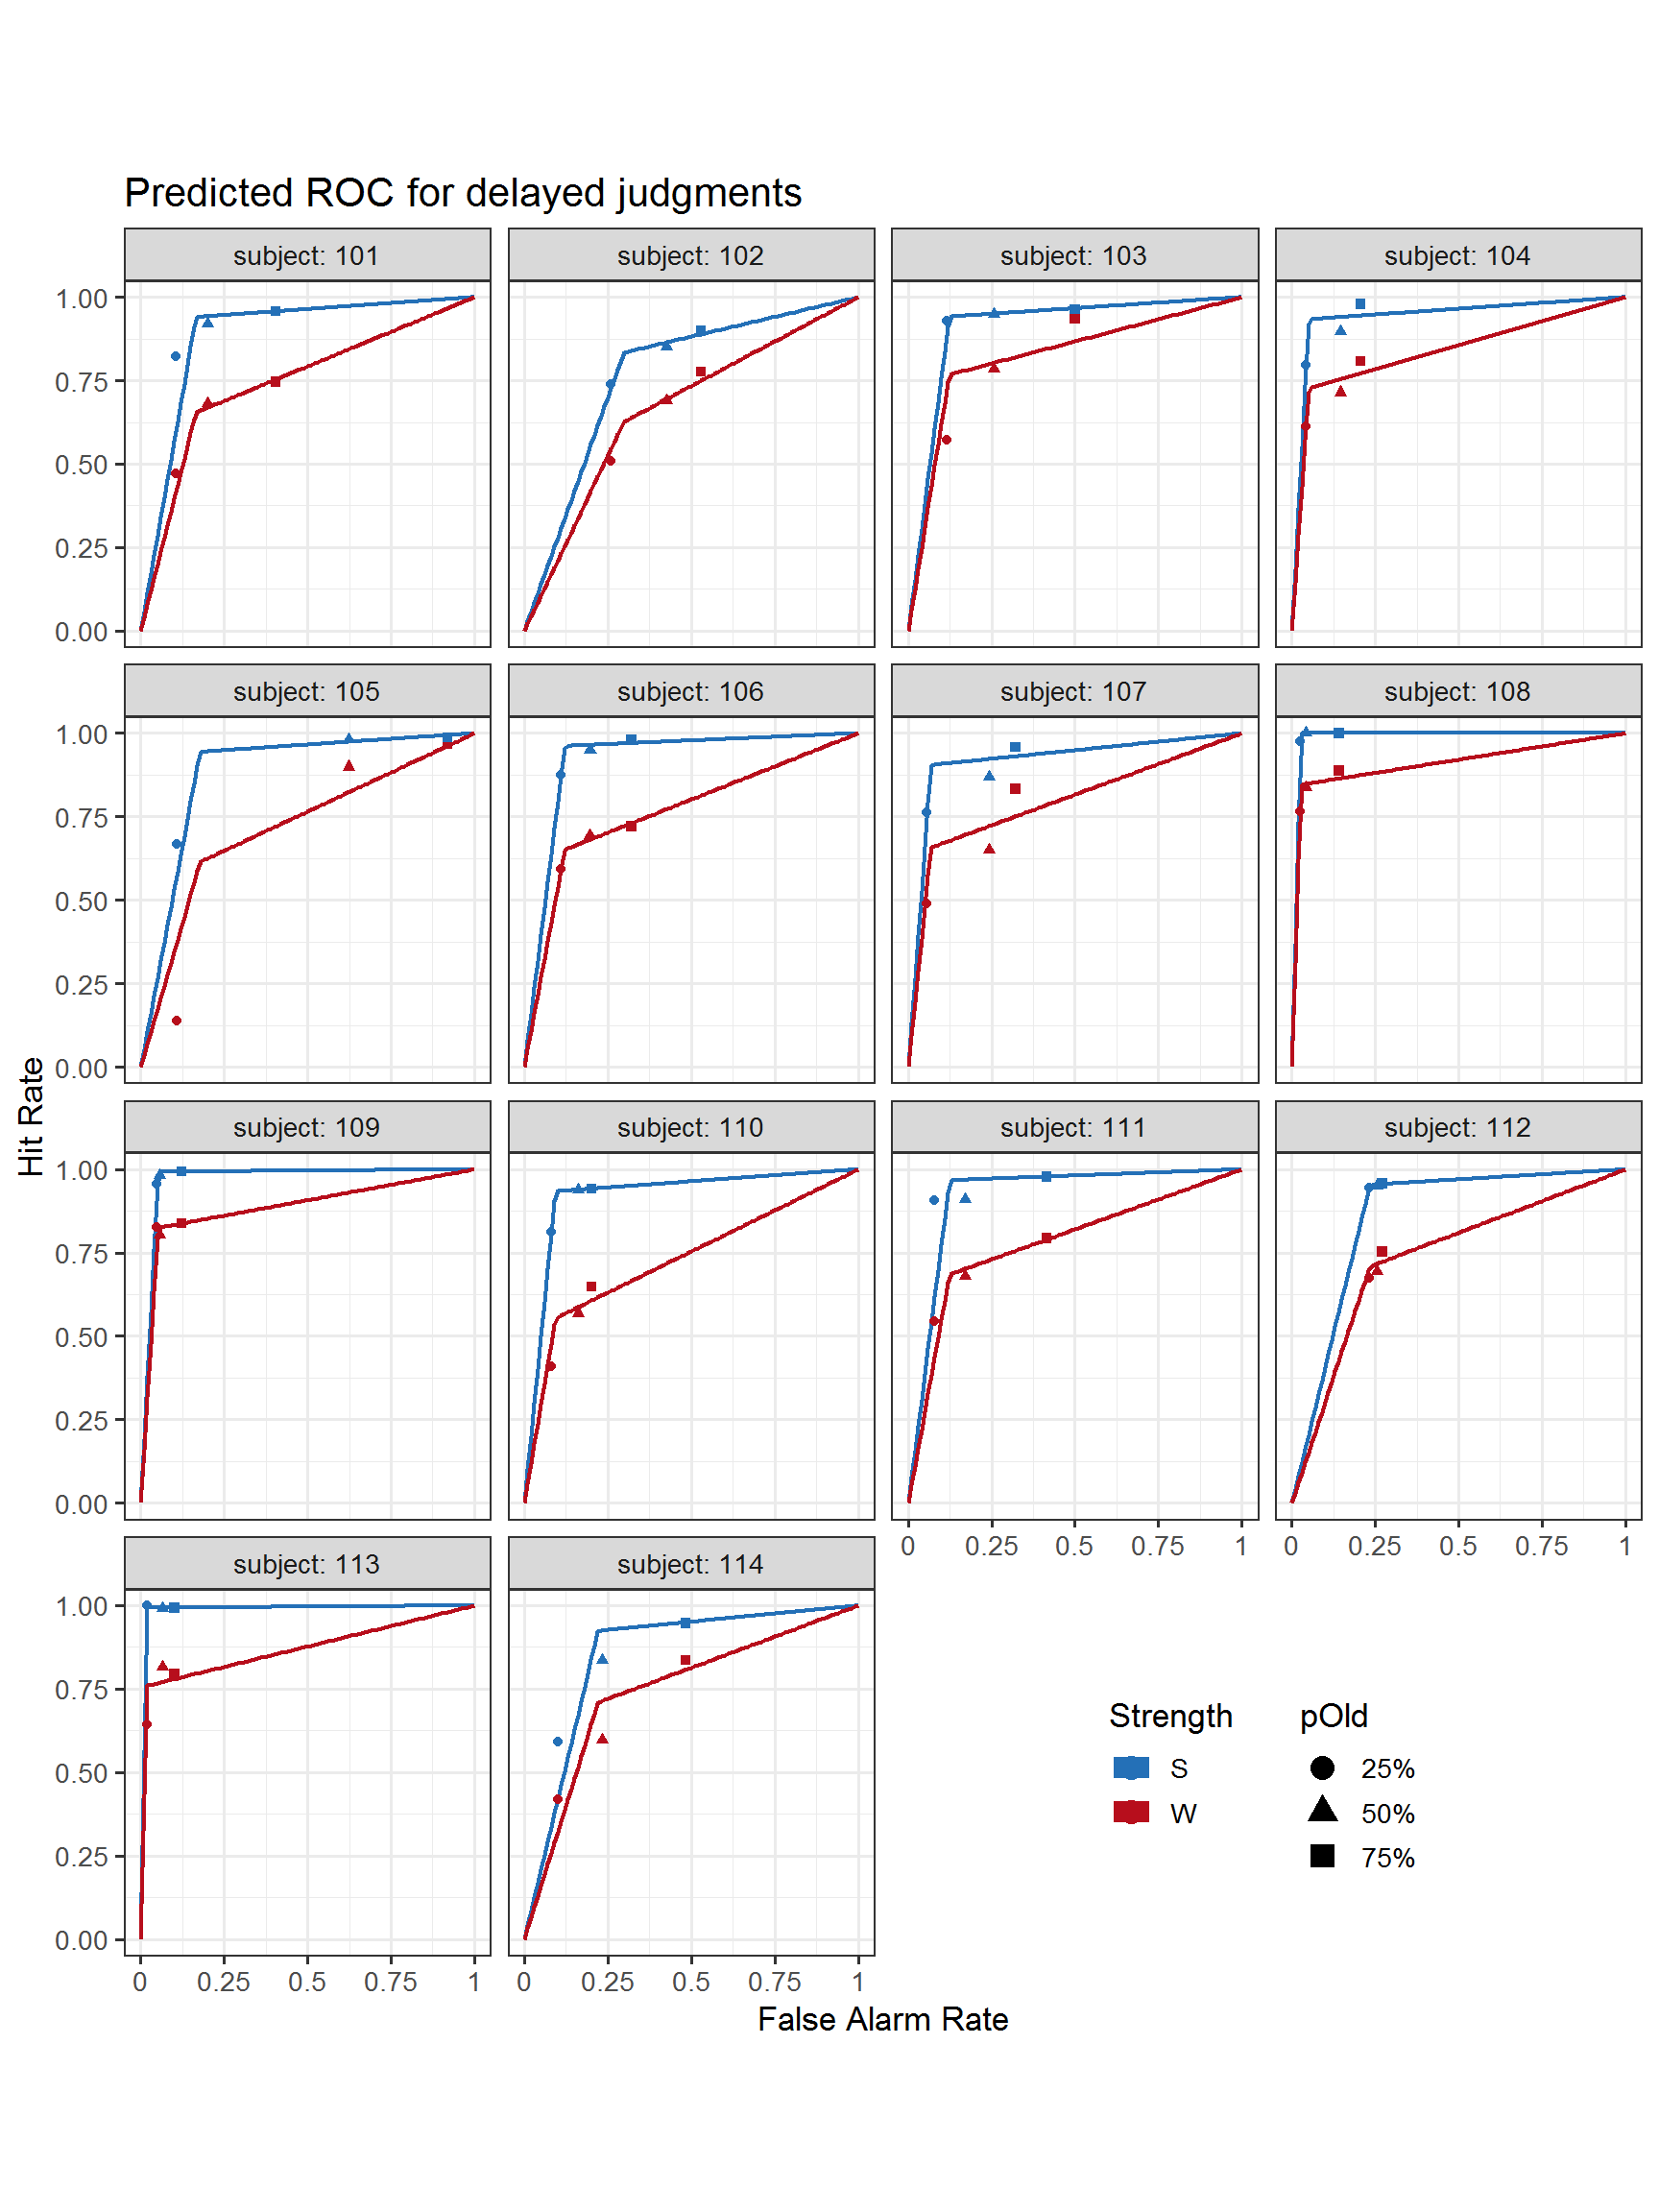 Predicted ROC for delayed judgments
subject: 101
subject: 102
subject: 103
subject: 104
1.00
0.75
0.50
0.25
0.00
subject: 105
subject: 106
subject: 107
subject: 108
1.00
0.75
0.50
0.25
0.00
Hit Rate
subject: 109
subject: 110
subject: 111
subject: 112
1.00
0.75
0.50
0.25
0.00
0 0.25 0.5 0.75 1
0 0.25 0.5 0.75 1
subject: 113
subject: 114
1.00
0.75
0.50
0.25
0.00
0 0.25 0.5 0.75 1
0 0.25 0.5 0.75 1
False Alarm Rate
Strength
S
W
pOld
25%
50%
75%